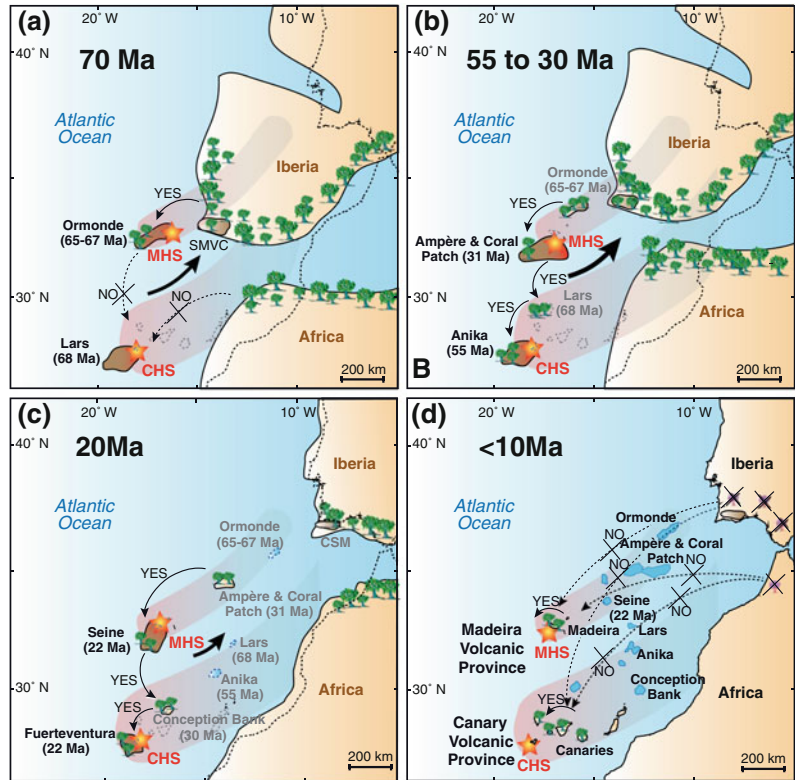 (a)
70 Ma
20° W
10° W
40° N
30° N
Atlantic
Ocean
Iberia
YES
Ormonde
(65-67 Ma)
MHS
SMVC
NO
NO
Lars
(68 Ma)
CHS
Africa
200 km
(b)
55 to 30 Ma
20° W
10° W
40° N
30° N
Atlantic
Ocean
Iberia
Ormonde
(65-67 Ma)
YES
Ampère & Coral
Patch (31 Ma)
MHS
YES
YES
Lars
(68 Ma)
Anika
(55 Ma)
CHS
Africa
B
200 km
(c)
20Ma
20° W
10° W
40° N
30° N
Atlantic
Ocean
Iberia
Ormonde
(65-67 Ma)
CSM
YES
Ampère & Coral
Patch (31 Ma)
Seine
(22 Ma)
MHS
Lars
(68 Ma)
YES
Anika
(55 Ma)
YES
Conception Bank
(30 Ma)
Fuerteventura
(22 Ma)
CHS
Africa
200 km
(d)
<10Ma
20° W
10° W
40° N
30° N
Atlantic
Ocean
Iberia
Ormonde
NO
Ampère & Coral
Patch
NO
NO
NO
YES
Seine
(22 Ma)
Madeira
Lars
Madeira
Volcanic
Province
MHS
Anika
NO
Conception
Bank
Africa
YES
Canary
Volcanic
Province
Canaries
CHS
200 km